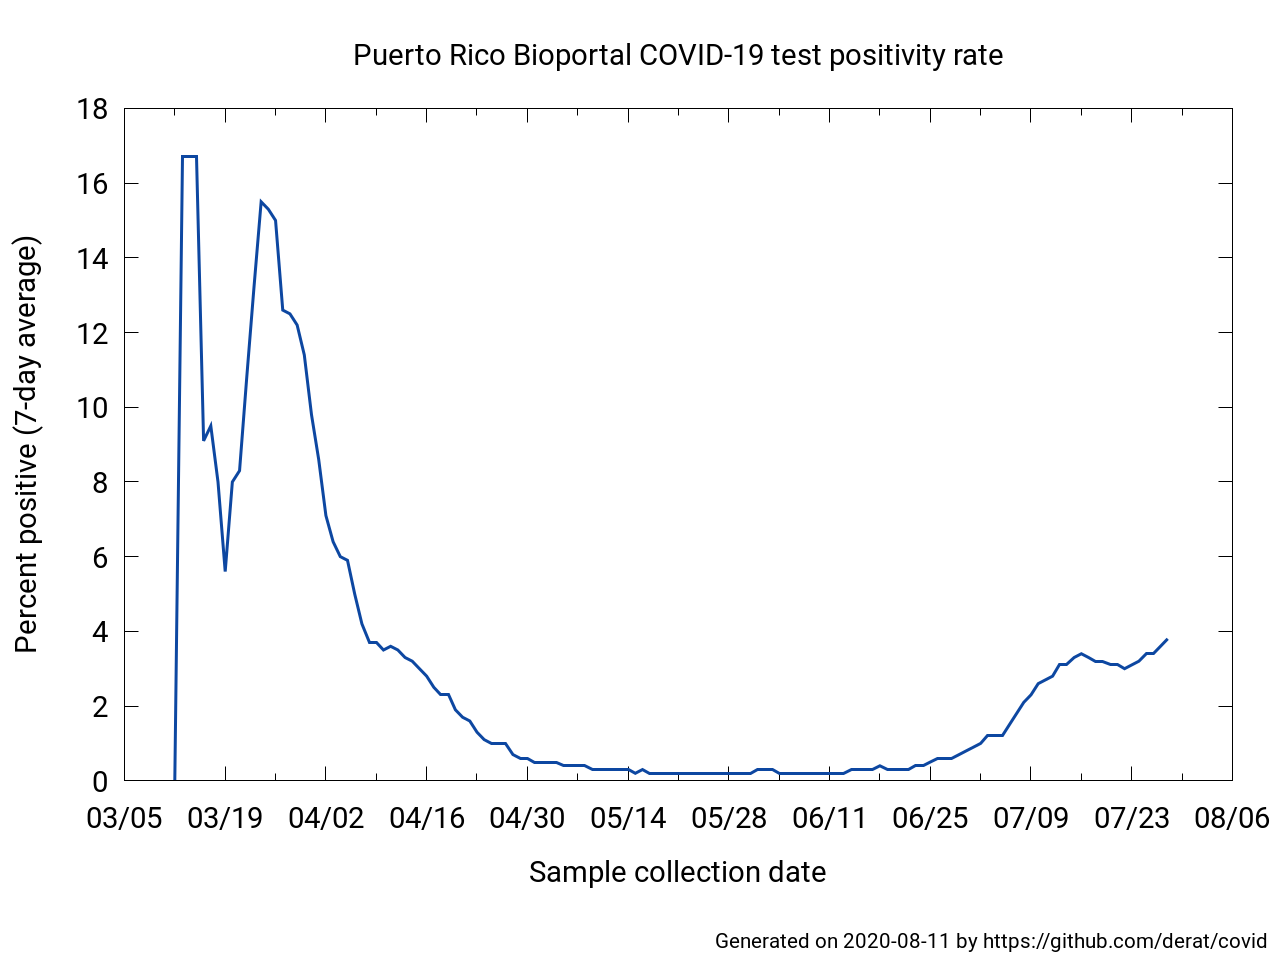 Puerto Rico Bioportal COVID-19 test positivity rate
18
16
14
12
10
8
6
4
2
0
Percent positive (7-day average)
03/05 03/19 04/02 04/16 04/30 05/14 05/28 06/11 06/25 07/09 07/23 08/06
Sample collection date
Generated on 2020-08-11 by https://github.com/derat/covid